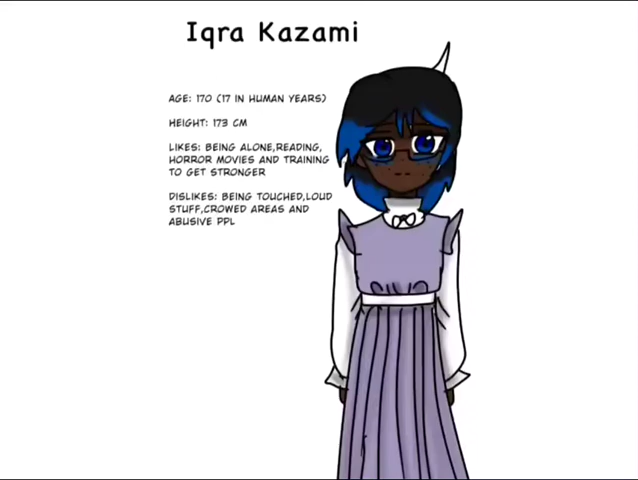 Iqra Kazami
AGE: 170 (17 IN HUMAN YEARS)
HEIGHT: 173 CM
LIKES: BEING ALONE,READING,
HORROR MOVIES AND TRAINING
TO GET STRONGER
DISLIKES: BEING TOUCHED,LOUD
STUFF,CROWED AREAS AND
ABUSIVE PPL